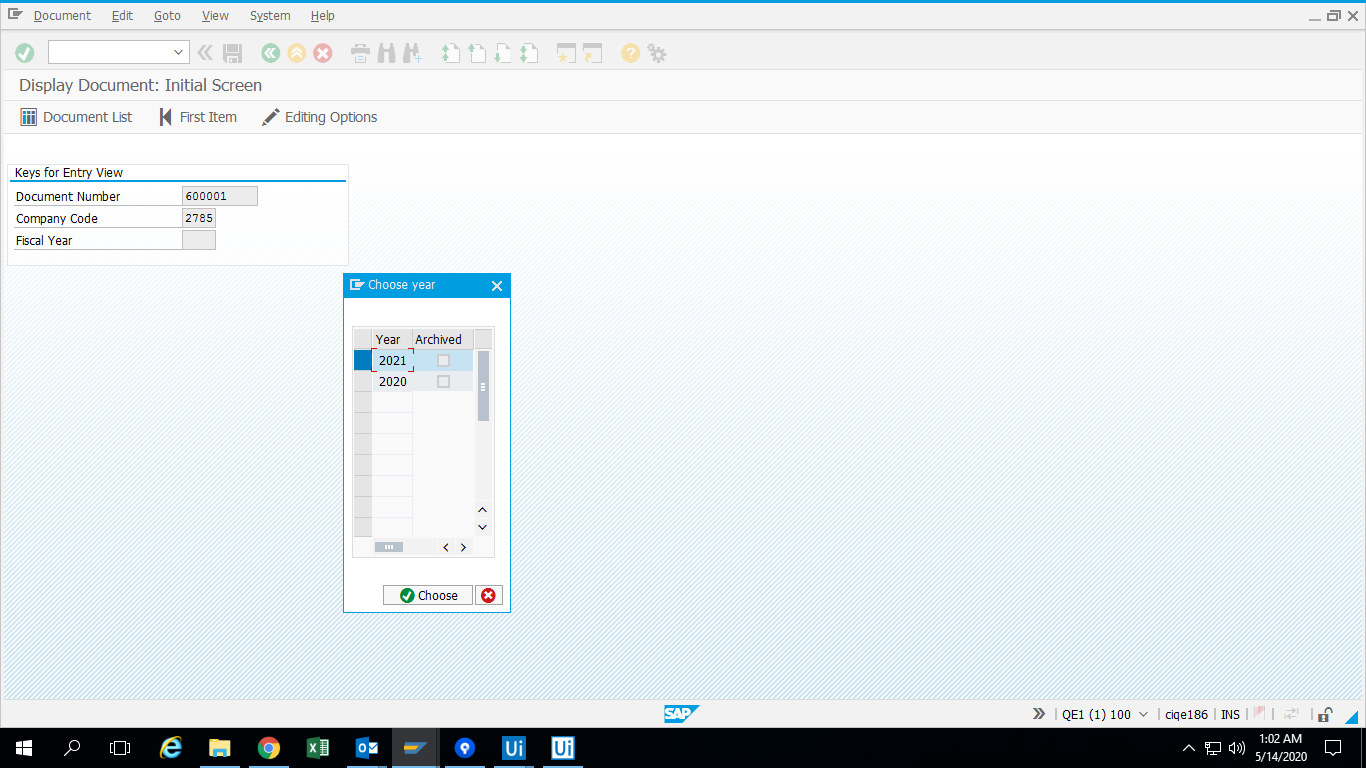 Document Edit Goto View System Help
Display Document: Initial Screen
Document List First Item Editing Options
Keys for Entry View
Document Number 600001
Company Code 2785
Fiscal Year
Choose year
Year Archived
2021
2020
Choose
SAP QE1 (1) 100 ciqe186 INS
Ui Ui
1:02 AM
5/14/2020